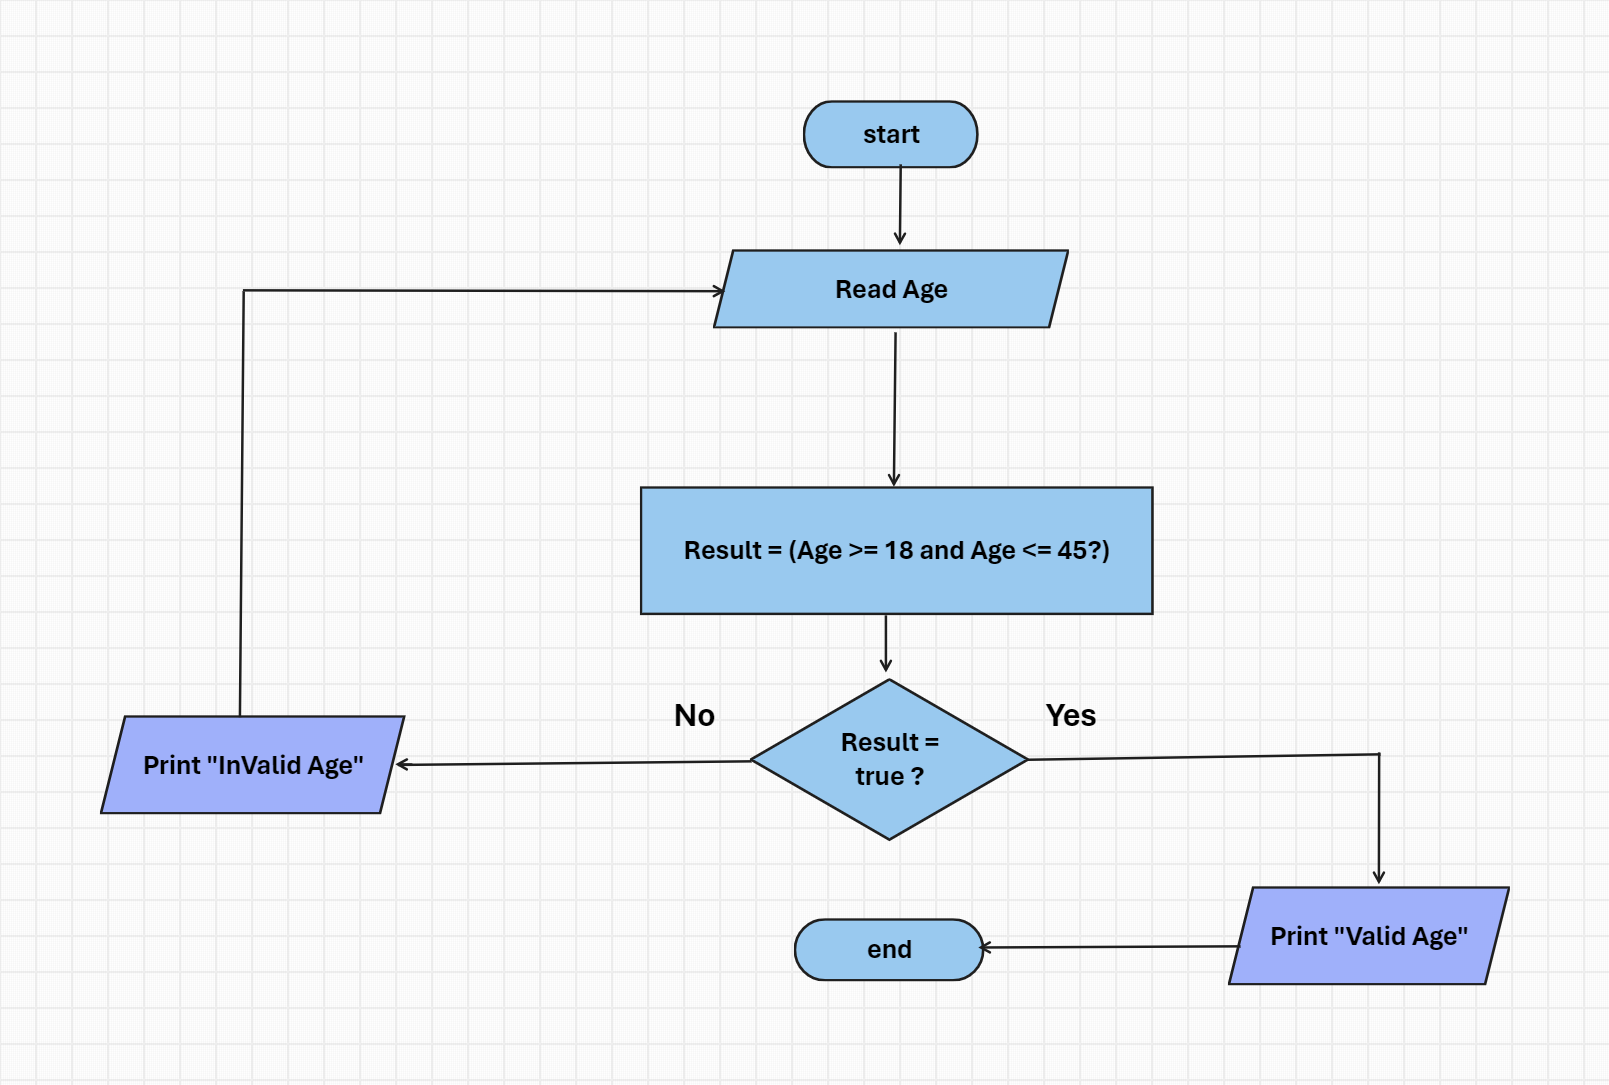 start
Read Age
Result = (Age >= 18 and Age <= 45?)
No
Yes
Result =
true ?
Print "InValid Age"
Print "Valid Age"
end